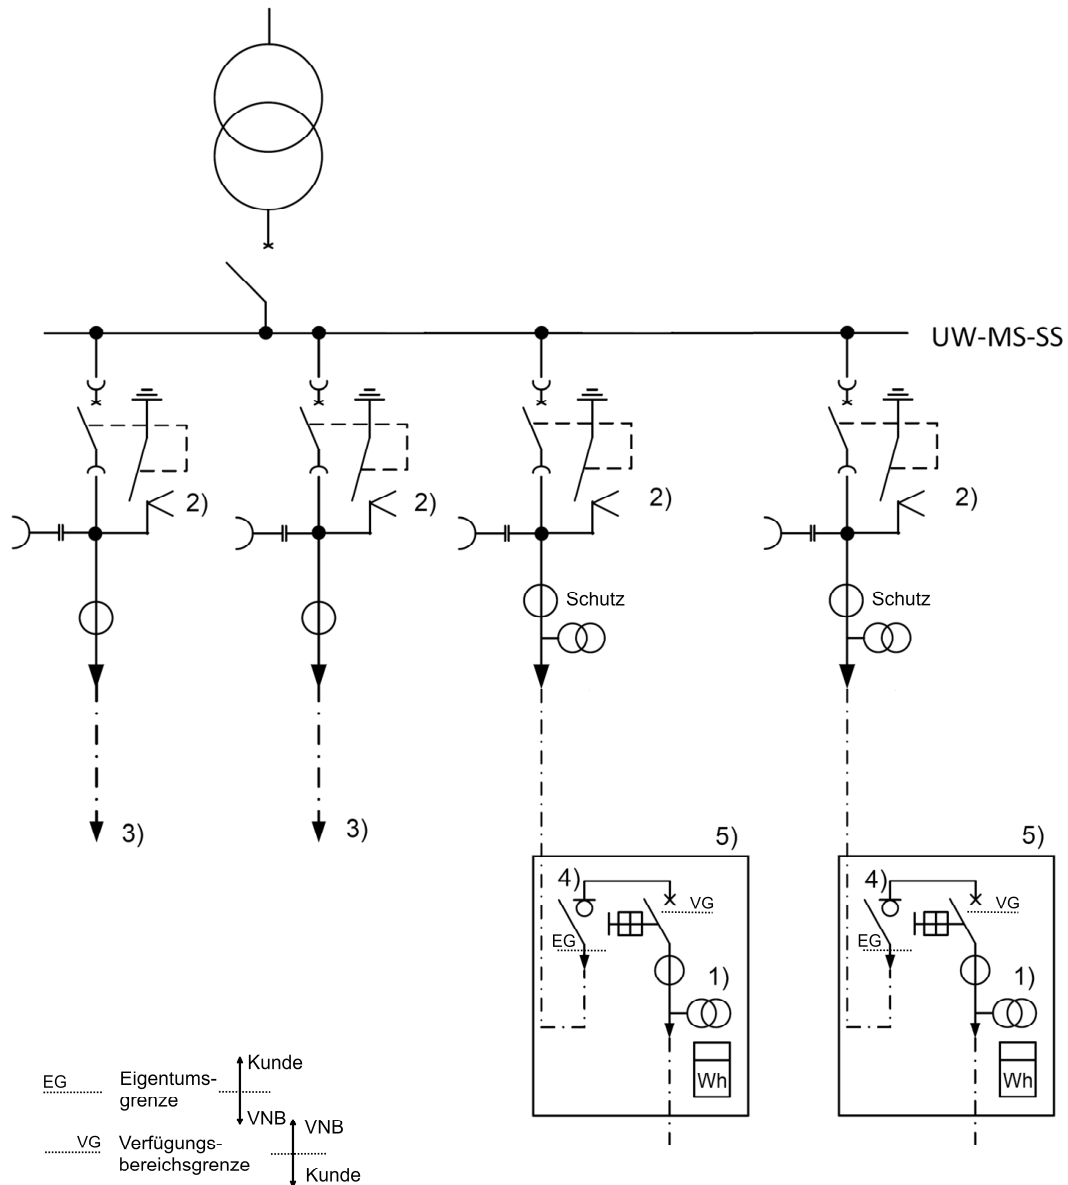 UW-MS-SS
2)
2)
2)
2)
Schutz
Schutz
3)
3)
5)
5)
4)
VG
EG
1)
Wh
4)
VG
EG
1)
Wh
EG
Eigentums-
grenze
Kunde
VNB
VG
Verfügungs-
bereichsgrenze
VNB
Kunde